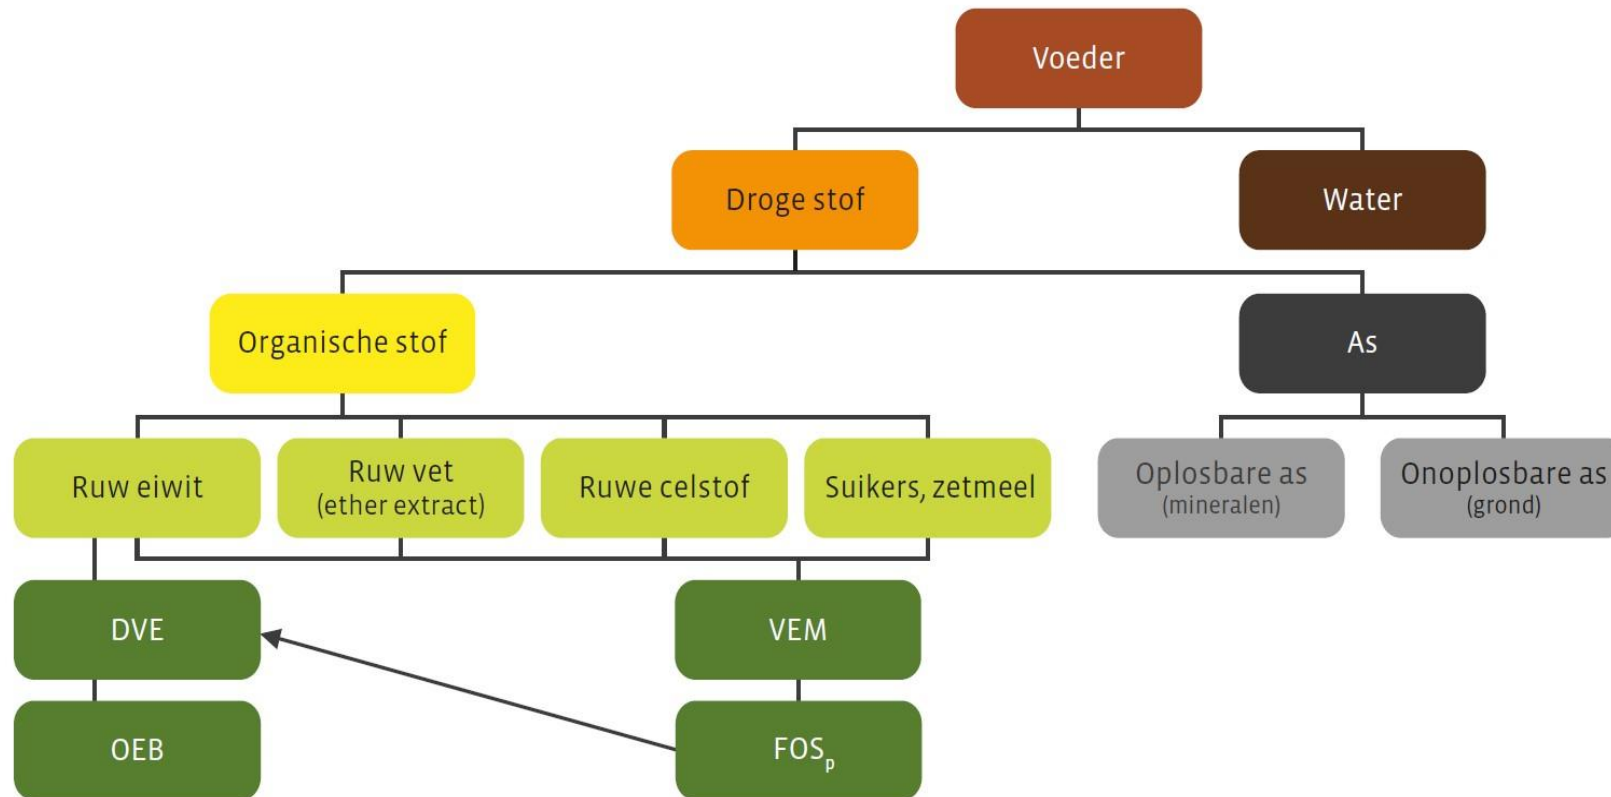 Voeder
Droge stof
Water
Organische stof
As
Ruw eiwit
Ruw vet
(ether extract)
Ruwe celstof
Suikers, zetmeel
Oplosbare as
(mineralen)
Onoplosbare as
(grond)
DVE
VEM
OEB
FOSp